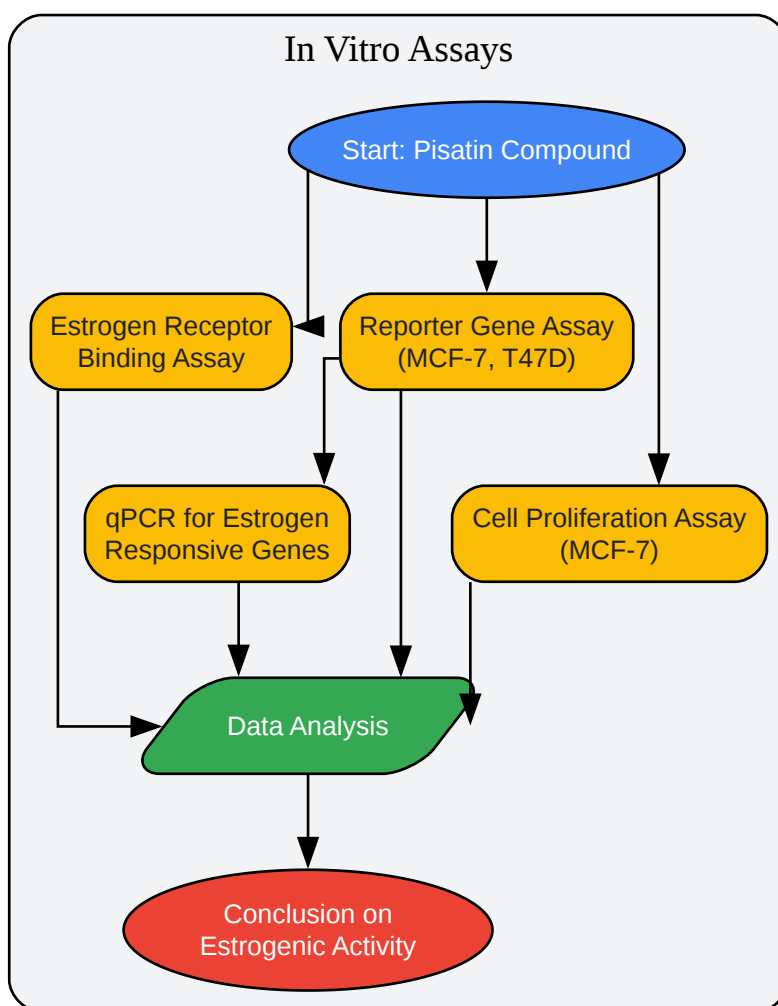 In Vitro Assays
Start: Pisatin Compound
Estrogen Receptor
Binding Assay
Reporter Gene Assay
(MCF-7, T47D)
qPCR for Estrogen
Responsive Genes
Cell Proliferation Assay
(MCF-7)
Data Analysis
Conclusion on
Estrogenic Activity